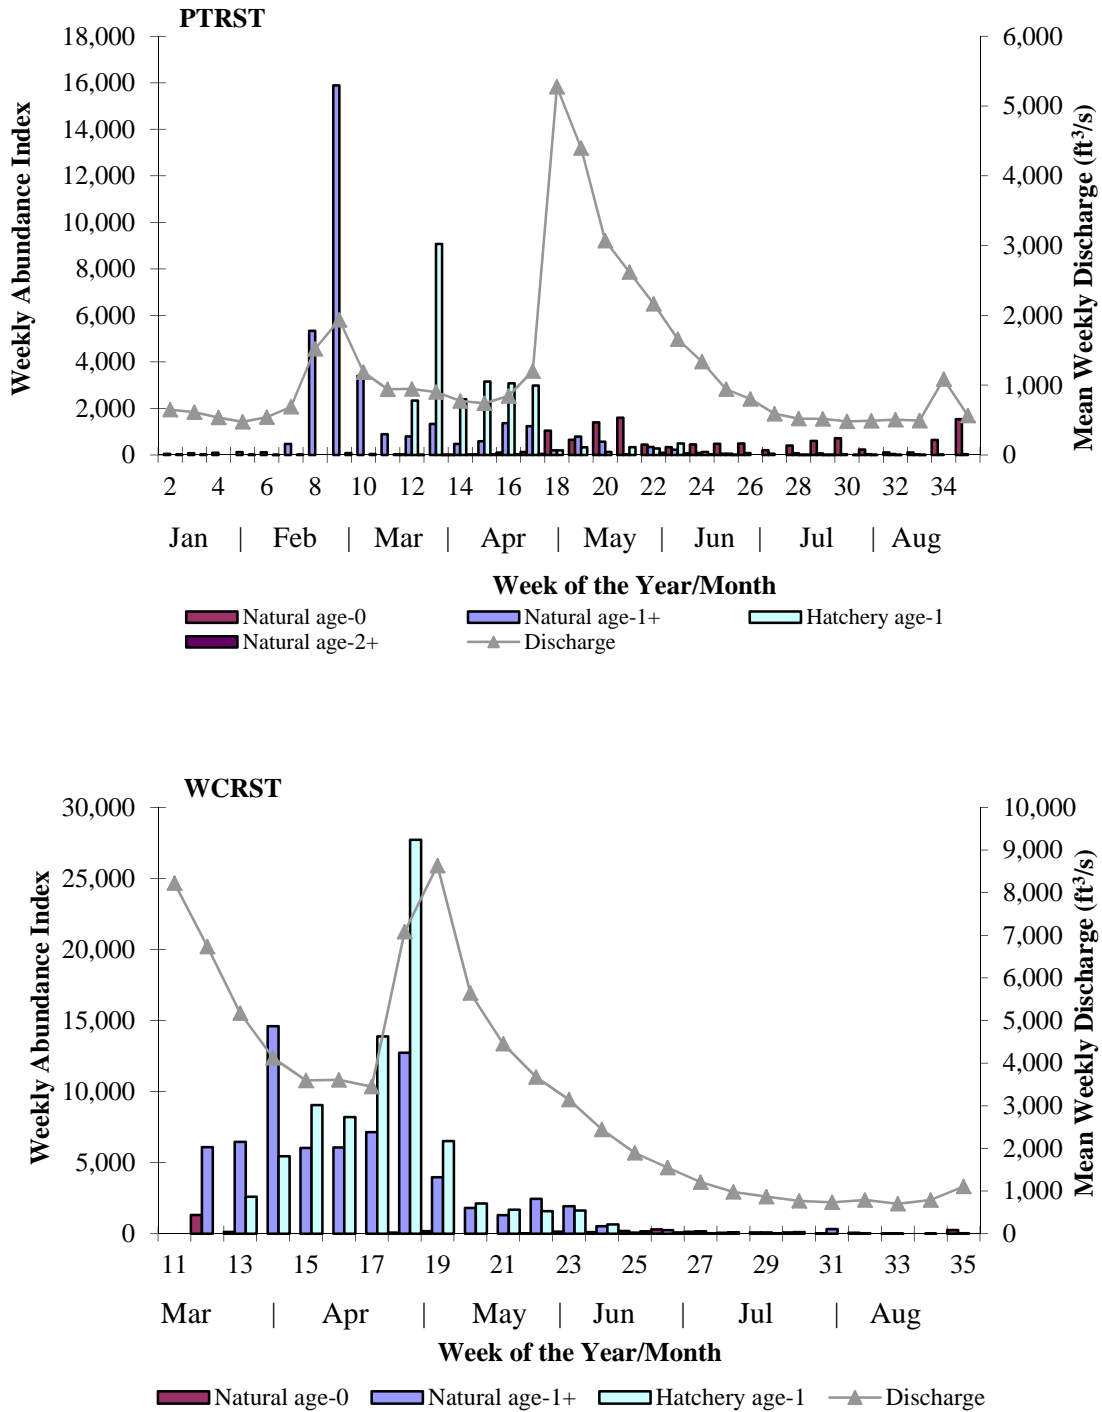 PTRST
18,000
16,000
14,000
12,000
10,000
8,000
6,000
4,000
2,000
0
Weekly Abundance Index
6,000
5,000
4,000
3,000
2,000
1,000
0
Mean Weekly Discharge (ft³/s)
2 4 6 8 10 12 14 16 18 20 22 24 26 28 30 32 34
Jan | Feb | Mar | Apr | May | Jun | Jul | Aug
Week of the Year/Month
Natural age-0 Natural age-1+ Hatchery age-1
Natural age-2+ Discharge
WCRST
30,000
25,000
20,000
15,000
10,000
5,000
0
Weekly Abundance Index
10,000
9,000
8,000
7,000
6,000
5,000
4,000
3,000
2,000
1,000
0
Mean Weekly Discharge (ft³/s)
11 13 15 17 19 21 23 25 27 29 31 33 35
Mar | Apr | May | Jun | Jul | Aug
Week of the Year/Month
Natural age-0 Natural age-1+ Hatchery age-1 Discharge